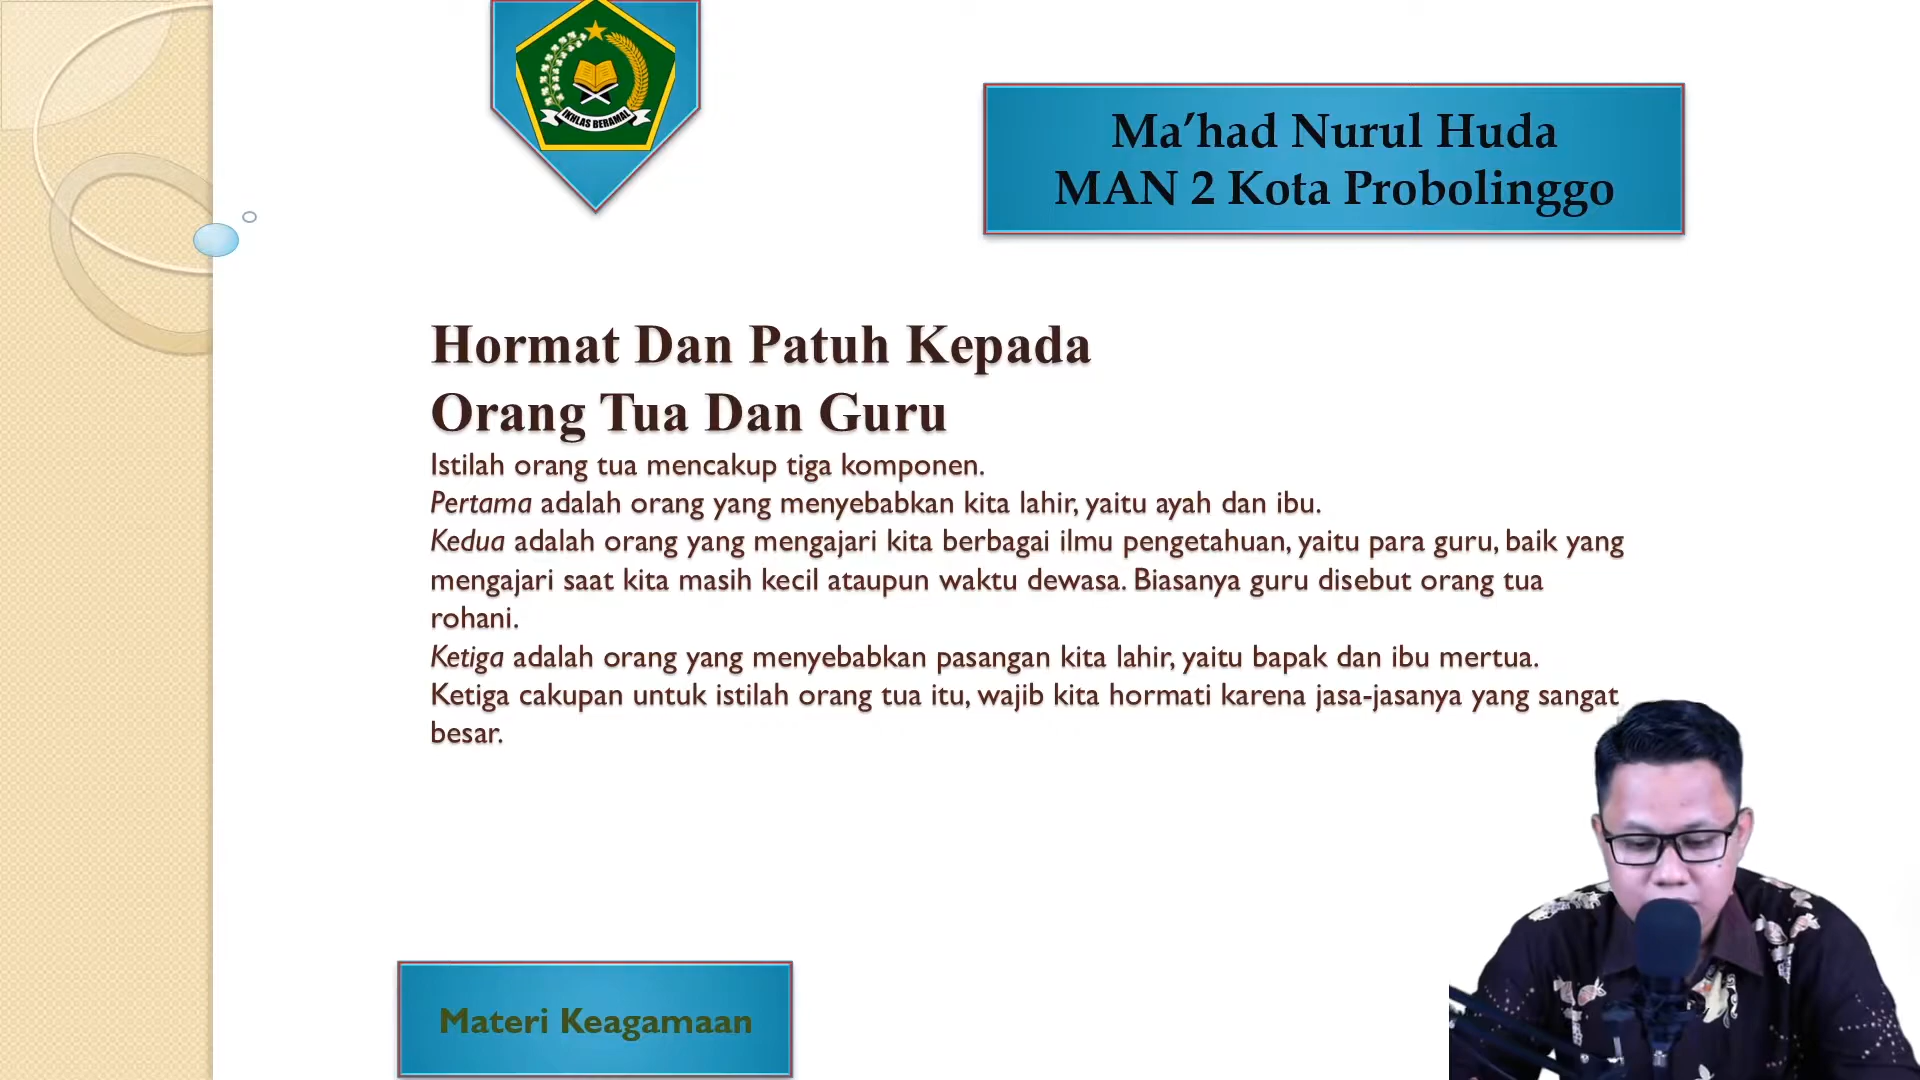 IKHLAS BERAMAL
Ma’had Nurul Huda
MAN 2 Kota Probolinggo
Hormat Dan Patuh Kepada
Orang Tua Dan Guru
Istilah orang tua mencakup tiga komponen.
Pertama adalah orang yang menyebabkan kita lahir, yaitu ayah dan ibu.
Kedua adalah orang yang mengajari kita berbagai ilmu pengetahuan, yaitu para guru, baik yang
mengajari saat kita masih kecil ataupun waktu dewasa. Biasanya guru disebut orang tua
rohani.
Ketiga adalah orang yang menyebabkan pasangan kita lahir, yaitu bapak dan ibu mertua.
Ketiga cakupan untuk istilah orang tua itu, wajib kita hormati karena jasa-jasanya yang sangat
besar.
Materi Keagamaan